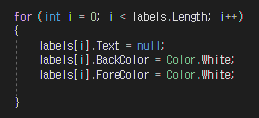 for (int i = 0; i < labels.Length; i++)
{
    labels[i].Text = null;
    labels[i].BackColor = Color.White;
    labels[i].ForeColor = Color.White;
}